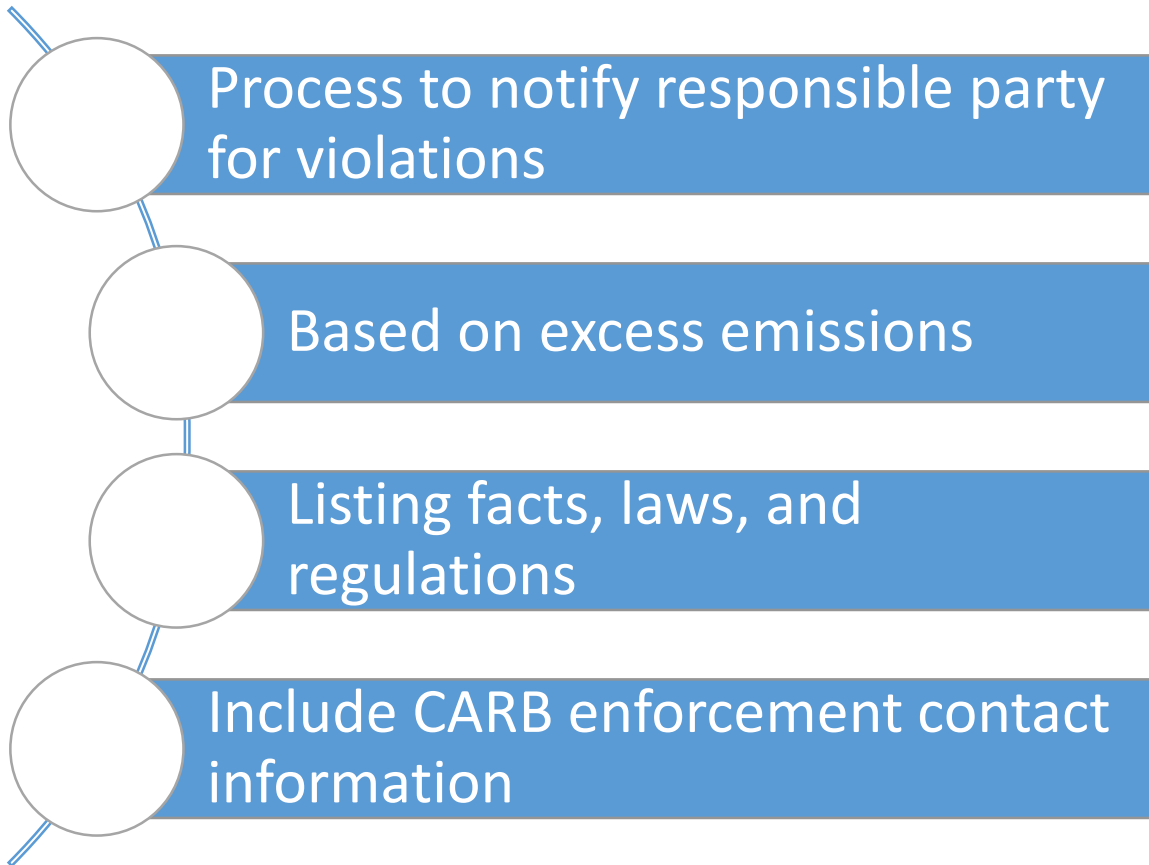 Process to notify responsible party
for violations
Based on excess emissions
Listing facts, laws, and
regulations
Include CARB enforcement contact
information